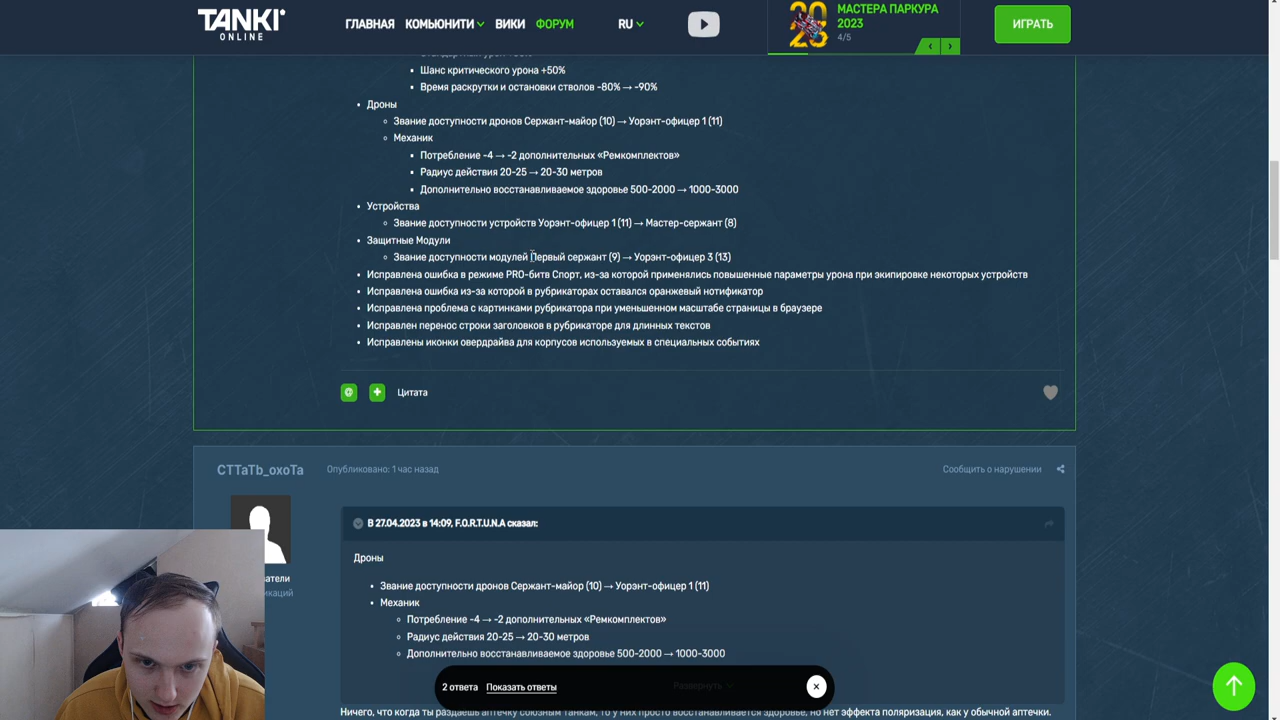 TANKI
ONLINE
ГЛАВНАЯ
КОМЬЮНИТИ
ВИКИ
ФОРУМ
RU
МАСТЕРА ПАРКУРА
2023
4/5
ИГРАТЬ
Шанс критического урона +50%
Время раскрутки и остановки стволов -80% → -90%
Дроны
Звание доступности дронов Сержант-майор (10) → Уорэнт-офицер 1 (11)
Механик
Потребление -4 → -2 дополнительных «Ремкомплектов»
Радиус действия 20-25 → 20-30 метров
Дополнительно восстанавливаемое здоровье 500-2000 → 1000-3000
Устройства
Звание доступности устройств Уорэнт-офицер 1 (11) → Мастер-сержант (8)
Защитные Модули
Звание доступности модулей Первый сержант (9) → Уорэнт-офицер 3 (13)
Исправлена ошибка в режиме PRO-битв Спорт, из-за которой применялись повышенные параметры урона при экипировке некоторых устройств
Исправлена ошибка из-за которой в рубрикаторах оставался оранжевый нотификатор
Исправлена проблема с картинками рубрикатора при уменьшенном масштабе страницы в браузере
Исправлен перенос строки заголовков в рубрикаторе для длинных текстов
Исправлены иконки овердрайва для корпусов используемых в специальных событиях
Цитата
CTTaTb_oxoTa
Опубликовано: 1 час назад
Сообщить о нарушении
В 27.04.2023 в 14:09, F.O.R.T.U.N.A сказал:
Дроны
Звание доступности дронов Сержант-майор (10) → Уорэнт-офицер 1 (11)
Механик
Потребление -4 → -2 дополнительных «Ремкомплектов»
Радиус действия 20-25 → 20-30 метров
Дополнительно восстанавливаемое здоровье 500-2000 → 1000-3000
2 ответа Показать ответы
Развернуть
Ничего, что когда ты раздаешь аптечку союзным танкам, то у них просто восстанавливается здоровье, но нет эффекта поляризация, как у обычной аптечки.